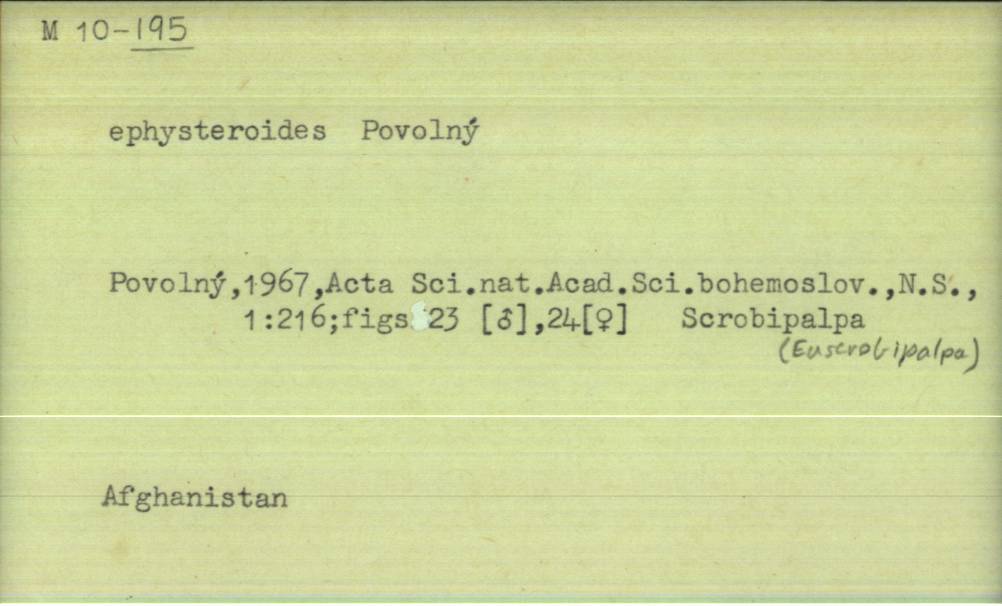 M 10-195
ephysteroides Povolný
Povolný,1967,Acta Sci.nat.Acad.Sci.bohemoslov.,N.S.,
1:216;figs 23 [♂],24[♀] Scrobipalpa
(Euscrobipalpa)
Afghanistan